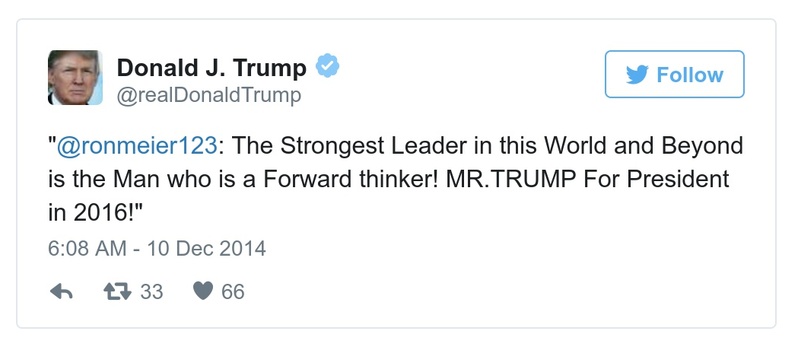 Donald J. Trump
@realDonaldTrump
Follow
"@ronmeier123: The Strongest Leader in this World and Beyond
is the Man who is a Forward thinker! MR.TRUMP For President
in 2016!"
6:08 AM - 10 Dec 2014
33 66